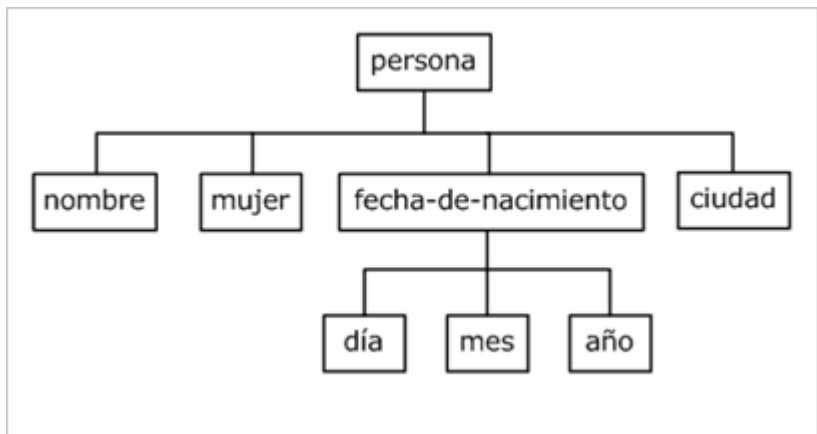 persona
nombre mujer fecha-de-nacimiento ciudad
día mes año